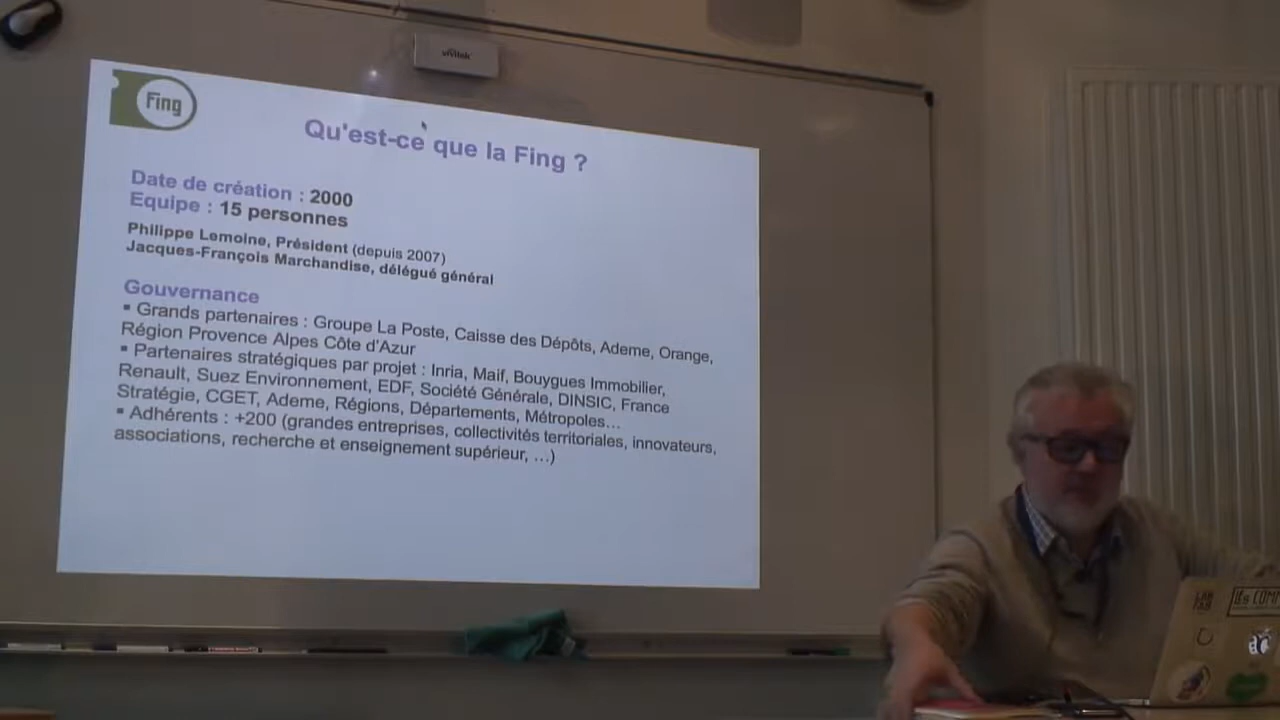 vivitek
Fing
Qu'est-ce que la Fing ?
Date de création : 2000
Equipe : 15 personnes
Philippe Lemoine, Président (depuis 2007)
Jacques-François Marchandise, délégué général
Gouvernance
▪ Grands partenaires : Groupe La Poste, Caisse des Dépôts, Ademe, Orange,
Région Provence Alpes Côte d'Azur
▪ Partenaires stratégiques par projet : Inria, Maif, Bouygues Immobilier,
Renault, Suez Environnement, EDF, Société Générale, DINSIC, France
Stratégie, CGET, Ademe, Régions, Départements, Métropoles...
▪ Adhérents : +200 (grandes entreprises, collectivités territoriales, innovateurs,
associations, recherche et enseignement supérieur, ...)
LES COM